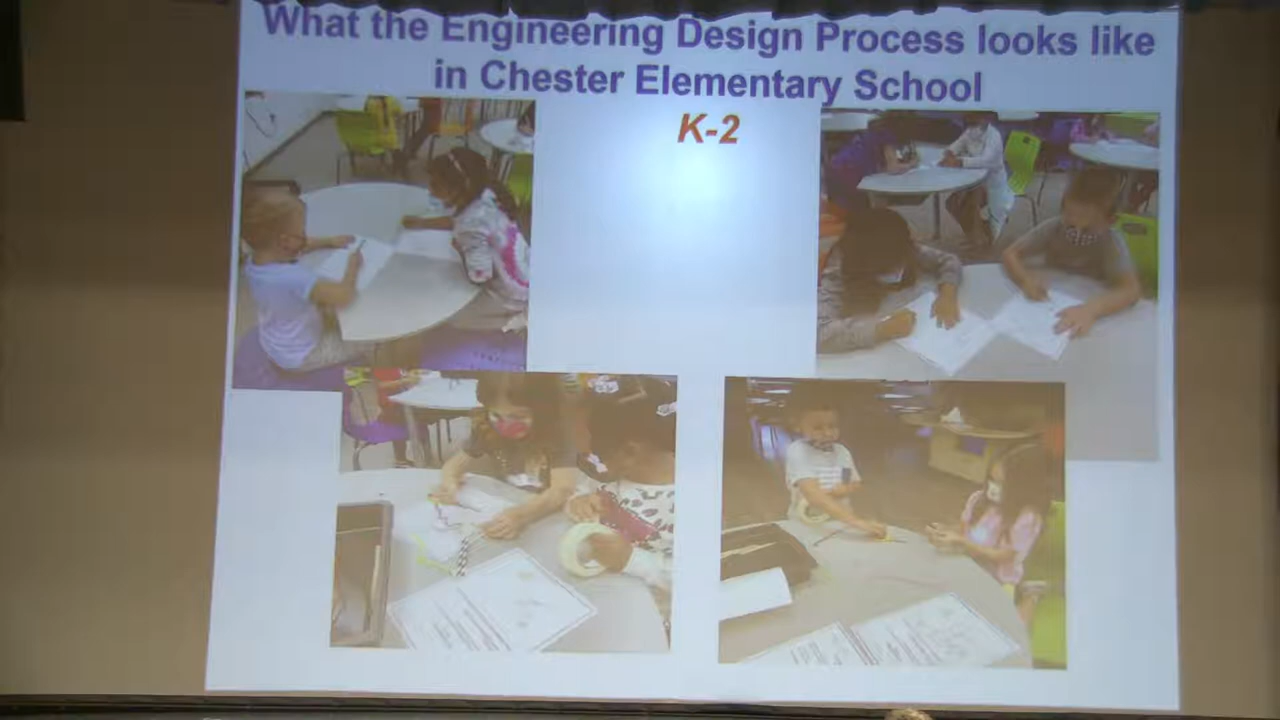 What the Engineering Design Process looks like
in Chester Elementary School
K-2